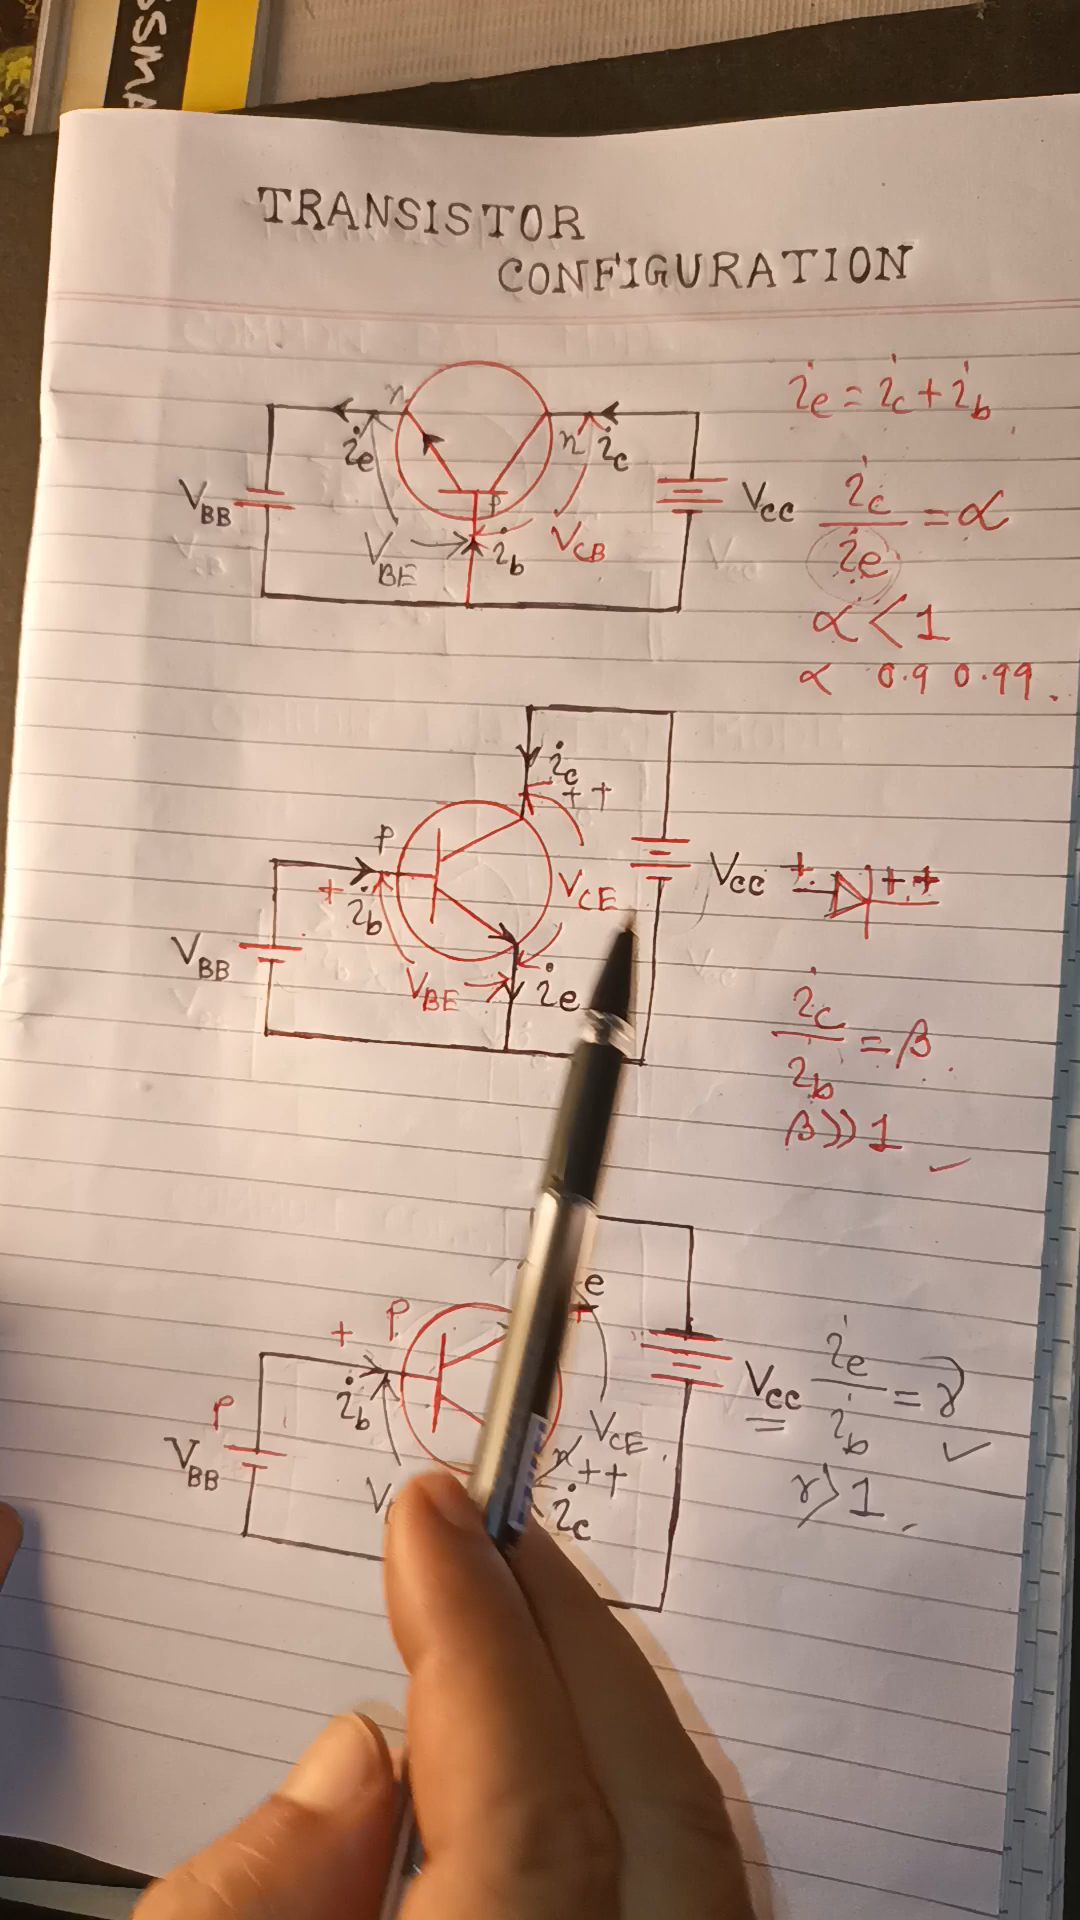 SSMA
TRANSISTOR
CONFIGURATION
n
ie
n ic
P
VBB
VBE
ib
VCB
VCC
ie = ic + ib
ic/ie = α
α < 1
α 0.9 0.99.
ic
++
P
+
ib
VBB
VBE
ie
VCE
VCC
+ ++
ic/ib = β
β >> 1
e
+
+ P
ib
P
VBB
VCE
n
++
ic
VCC
ie/ib = γ
γ > 1